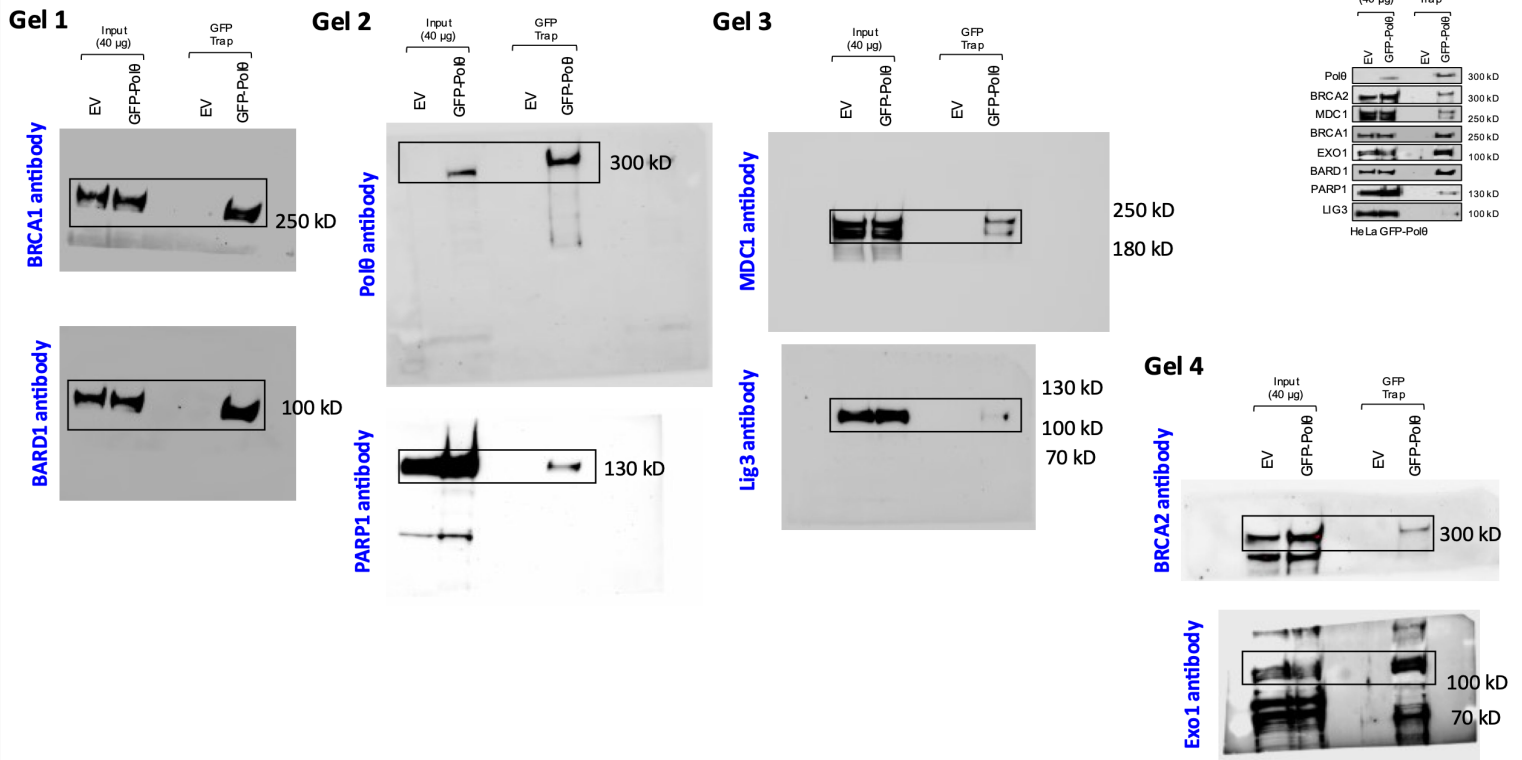 Gel 1
Input
(40 µg)
GFP
Trap
EV
GFP-Polθ
EV
GFP-Polθ
BRCA1 antibody
250 kD
BARD1 antibody
100 kD
Gel 2
Input
(40 µg)
GFP
Trap
EV
GFP-Polθ
EV
GFP-Poθ
Polθ antibody
300 kD
PARP1 antibody
130 kD
Gel 3
Input
(40 µg)
GFP
Trap
EV
GFP-Polθ
EV
GFP-Polθ
MDC1 antibody
250 kD
180 kD
Lig3 antibody
130 kD
100 kD
70 kD
(40 µg)
Trap
EV
GFP-Polθ
EV
GFP-Polθ
Polθ 300 kD
BRCA2 300 kD
MDC1 250 kD
BRCA1 250 kD
EXO1 100 kD
BARD1
PARP1 130 kD
LIG3 100 kD
HeLa GFP-Polθ
Gel 4
Input
(40 µg)
GFP
Trap
EV
GFP-Polθ
EV
GFP-Polθ
BRCA2 antibody
300 kD
Exo1 antibody
100 kD
70 kD